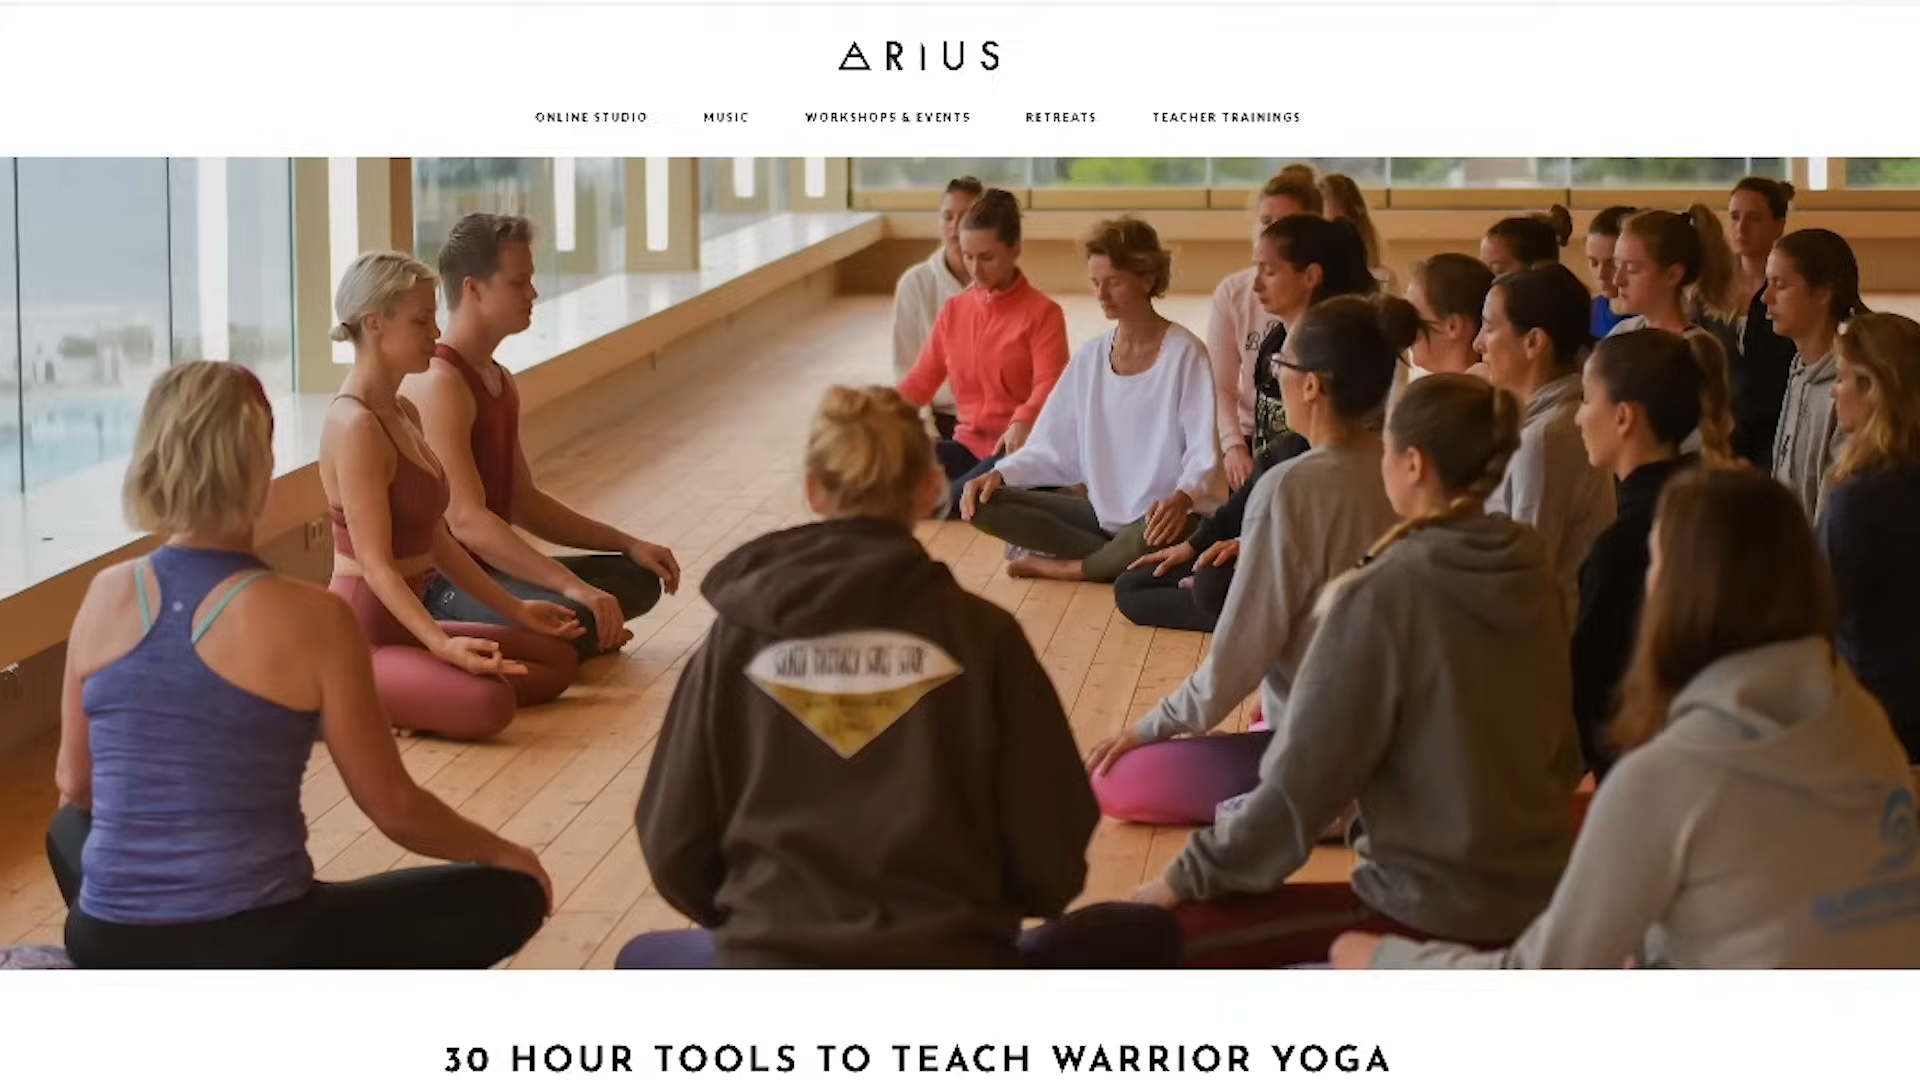 ARIUS
ONLINE STUDIO MUSIC WORKSHOPS & EVENTS RETREATS TEACHER TRAININGS
30 HOUR TOOLS TO TEACH WARRIOR YOGA